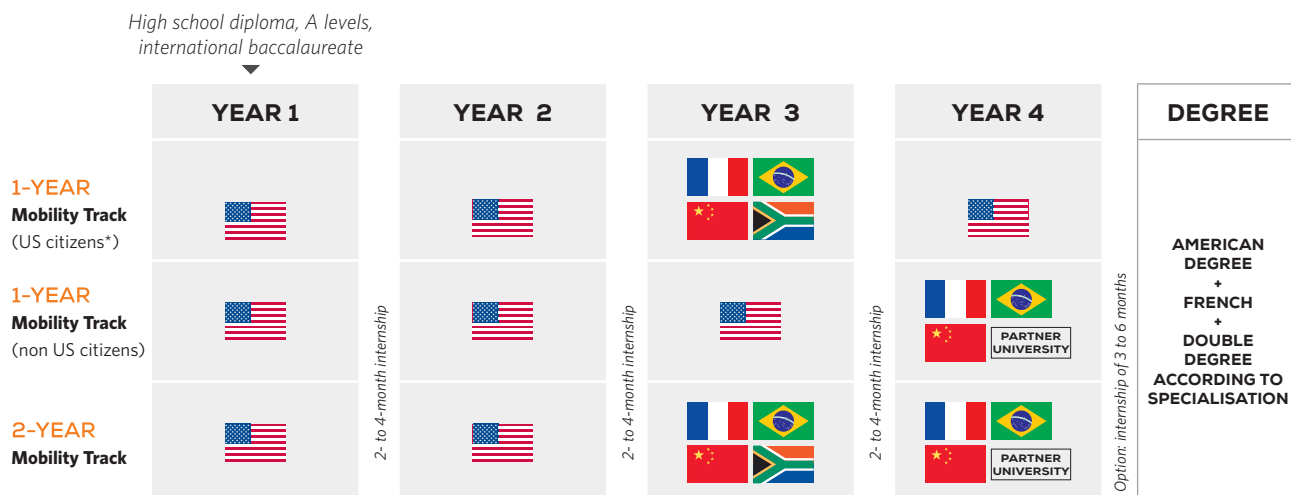 High school diploma, A levels,
international baccalaureate
YEAR 1
YEAR 2
YEAR 3
YEAR 4
DEGREE
1-YEAR
Mobility Track
(US citizens*)
1-YEAR
Mobility Track
(non US citizens)
2-YEAR
Mobility Track
2- to 4-month internship
2- to 4-month internship
2- to 4-month internship
PARTNER
UNIVERSITY
PARTNER
UNIVERSITY
Option: internship of 3 to 6 months
AMERICAN
DEGREE
+
FRENCH
+
DOUBLE
DEGREE
ACCORDING TO
SPECIALISATION